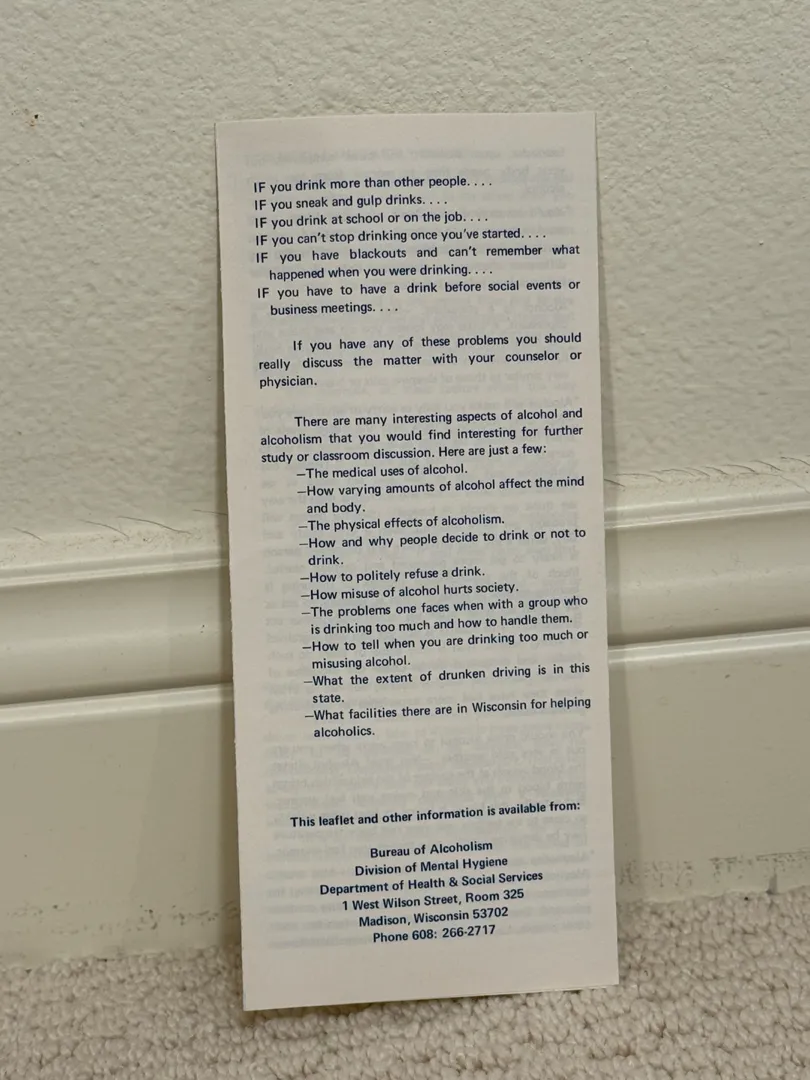 IF you drink more than other people. . . .
IF you sneak and gulp drinks. . . .
IF you drink at school or on the job. . . .
IF you can't stop drinking once you've started. . . .
IF you have blackouts and can't remember what
happened when you were drinking. . . .
IF you have to have a drink before social events or
business meetings. . . .
If you have any of these problems you should
really discuss the matter with your counselor or
physician.
There are many interesting aspects of alcohol and
alcoholism that you would find interesting for further
study or classroom discussion. Here are just a few:
—The medical uses of alcohol.
—How varying amounts of alcohol affect the mind
and body.
—The physical effects of alcoholism.
—How and why people decide to drink or not to
drink.
—How to politely refuse a drink.
—How misuse of alcohol hurts society.
—The problems one faces when with a group who
is drinking too much and how to handle them.
—How to tell when you are drinking too much or
misusing alcohol.
—What the extent of drunken driving is in this
state.
—What facilities there are in Wisconsin for helping
alcoholics.
This leaflet and other information is available from:
Bureau of Alcoholism
Division of Mental Hygiene
Department of Health & Social Services
1 West Wilson Street, Room 325
Madison, Wisconsin 53702
Phone 608: 266-2717